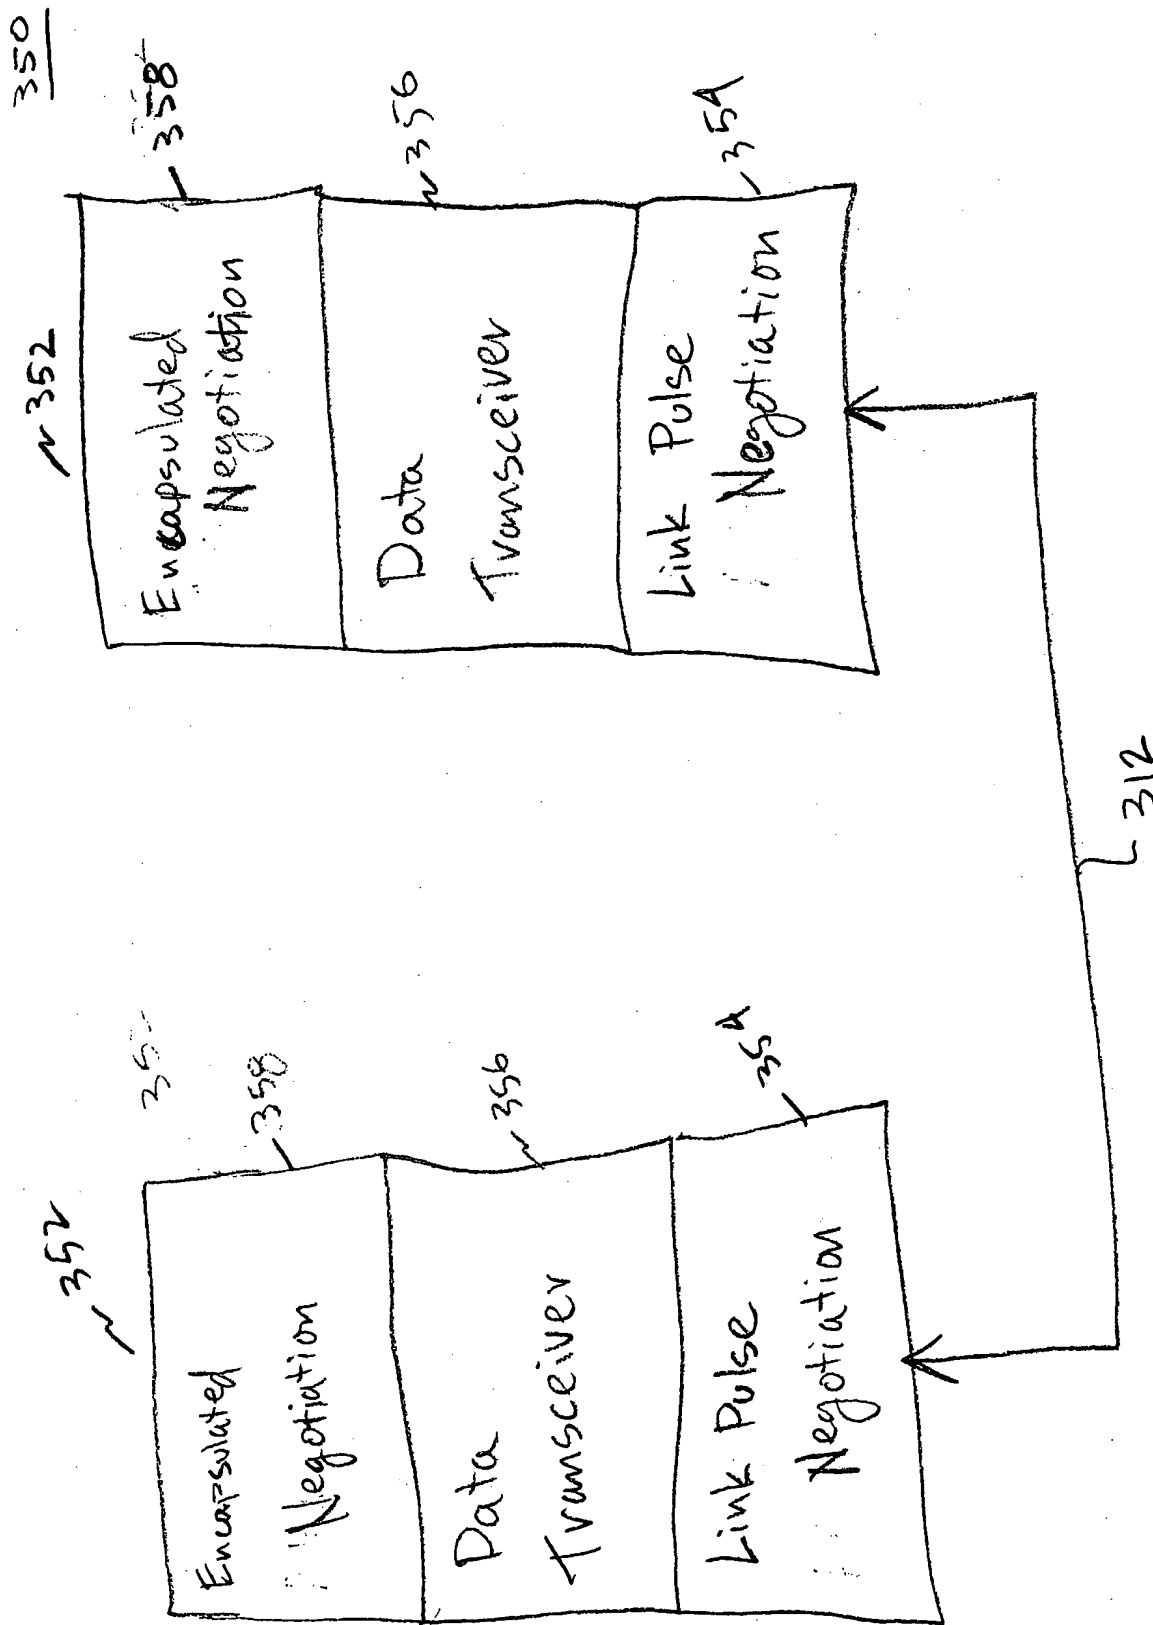 350
352
Encapsulated
Negotiation
358
Data
Transceiver
356
Link Pulse
Negotiation
354
352
Encapsulated
Negotiation
358
Data
Transceiver
356
Link Pulse
Negotiation
354
312